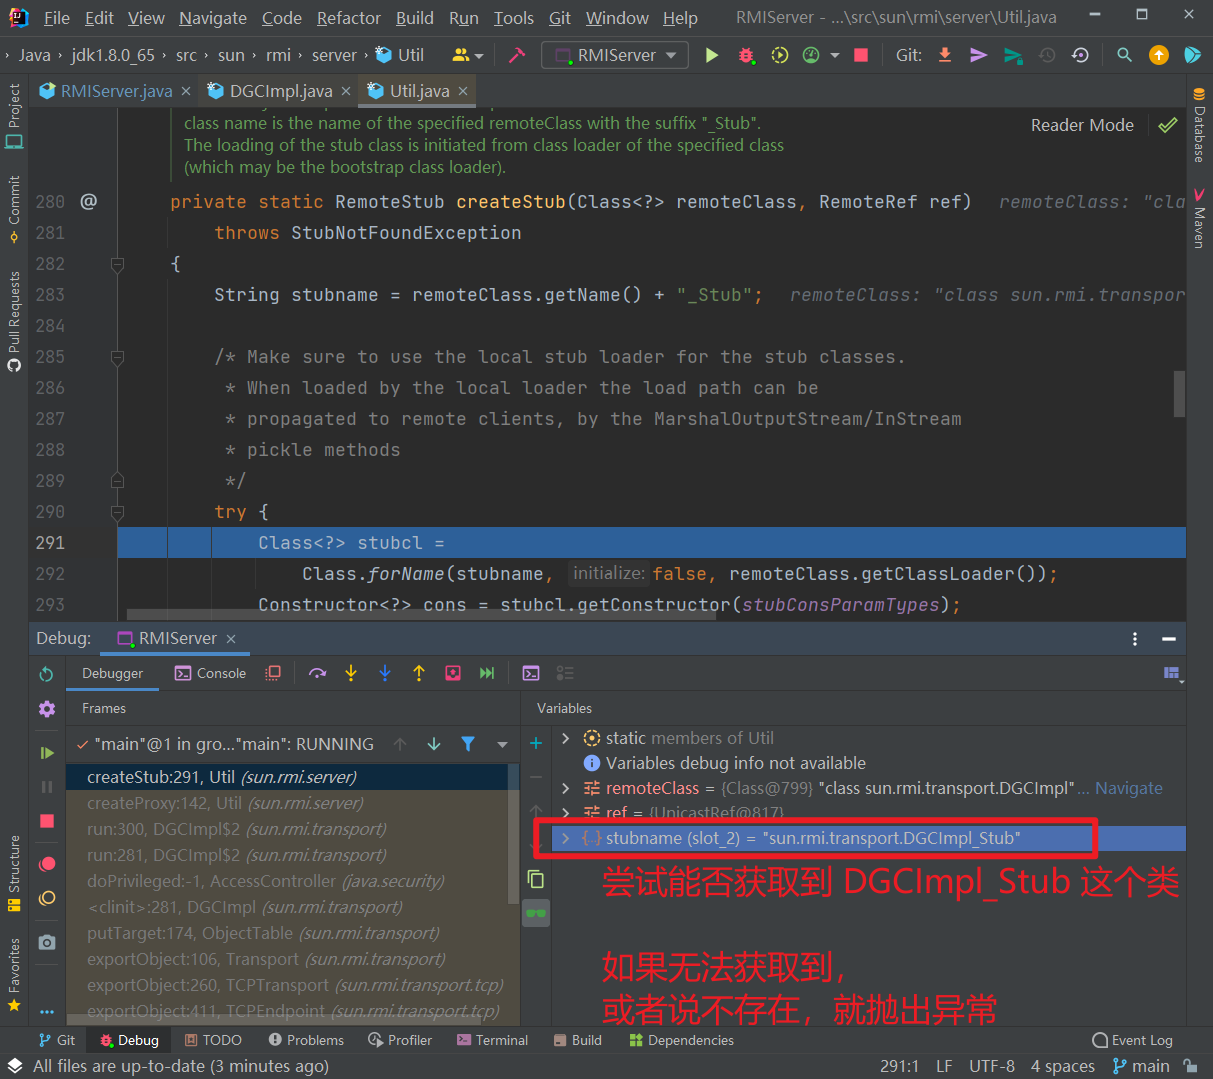 File Edit View Navigate Code Refactor Build Run Tools Git Window Help RMIServer - ...\src\sun\rmi\server\Util.java
Java jdk1.8.0_65 src sun rmi server Util RMIServer Git:
RMIServer.java DGCImpl.java Util.java
class name is the name of the specified remoteClass with the suffix "_Stub".
The loading of the stub class is initiated from class loader of the specified class
(which may be the bootstrap class loader).
Reader Mode
280 @ private static RemoteStub createStub(Class<?> remoteClass, RemoteRef ref) remoteClass: "cla
281 throws StubNotFoundException
282 {
283 String stubname = remoteClass.getName() + "_Stub"; remoteClass: "class sun.rmi.transpor
284
285 /* Make sure to use the local stub loader for the stub classes.
286 * When loaded by the local loader the load path can be
287 * propagated to remote clients, by the MarshalOutputStream/InStream
288 * pickle methods
289 */
290 try {
291 Class<?> stubcl =
292 Class.forName(stubname, initialize: false, remoteClass.getClassLoader());
293 Constructor<?> cons = stubcl.getConstructor(stubConsParamTypes);
Project
Commit
Pull Requests
Structure
Favorites
Database
Maven
Debug: RMIServer
Debugger Console
Frames
"main"@1 in gro..."main": RUNNING
createStub:291, Util (sun.rmi.server)
createProxy:142, Util (sun.rmi.server)
run:300, DGCImpl$2 (sun.rmi.transport)
run:281, DGCImpl$2 (sun.rmi.transport)
doPrivileged:-1, AccessController (java.security)
<clinit>:281, DGCImpl (sun.rmi.transport)
putTarget:174, ObjectTable (sun.rmi.transport)
exportObject:106, Transport (sun.rmi.transport)
exportObject:260, TCPTransport (sun.rmi.transport.tcp)
exportObject:411, TCPEndpoint (sun.rmi.transport.tcp)
Variables
static members of Util
Variables debug info not available
remoteClass = {Class@799} "class sun.rmi.transport.DGCImpl"... Navigate
ref = {UnicastRef@817}
stubname (slot_2) = "sun.rmi.transport.DGCImpl_Stub"
尝试能否获取到 DGCImpl_Stub 这个类
如果无法获取到，
或者说不存在，就抛出异常
Git Debug TODO Problems Profiler Terminal Build Dependencies Event Log
All files are up-to-date (3 minutes ago) 291:1 LF UTF-8 4 spaces main